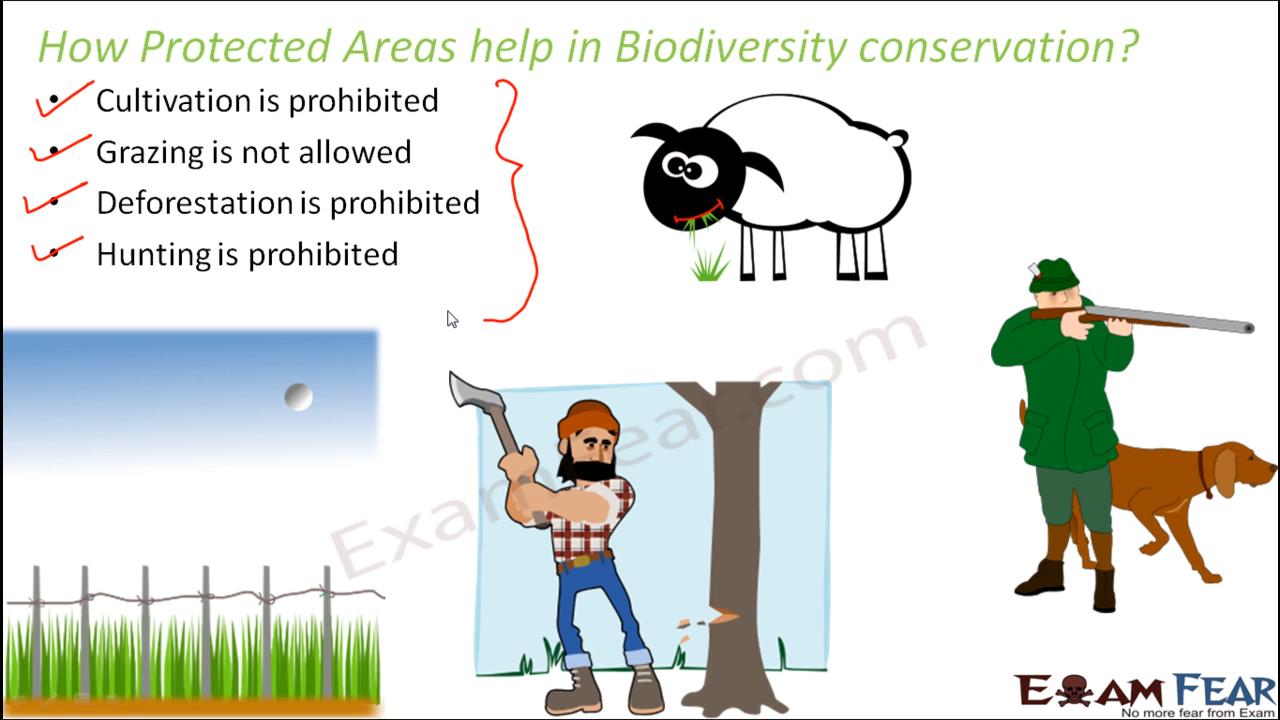 How Protected Areas help in Biodiversity conservation?
• Cultivation is prohibited
• Grazing is not allowed
• Deforestation is prohibited
• Hunting is prohibited
ExamFear.com
EXAM FEAR
No more fear from Exam